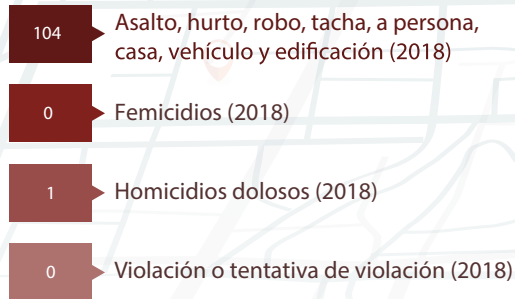 104
Asalto, hurto, robo, tacha, a persona,
casa, vehículo y edificación (2018)
0
Femicidios (2018)
1
Homicidios dolosos (2018)
0
Violación o tentativa de violación (2018)